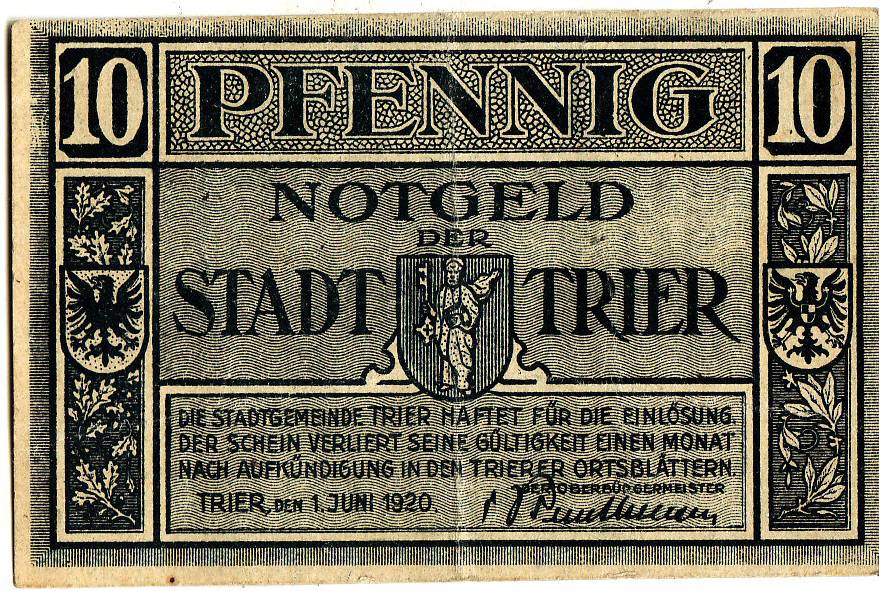 10 PFENNIG 10
NOTGELD
DER
STADT TRIER
DIE STADTGEMEINDE TRIER HAFTET FÜR DIE EINLÖSUNG.
DER SCHEIN VERLIERT SEINE GÜLTIGKEIT EINEN MONAT
NACH AUFKÜNDIGUNG IN DEN TRIERER ORTSBLÄTTERN.
DER OBERBÜRGERMEISTER
TRIER, DEN 1. JUNI 1920.